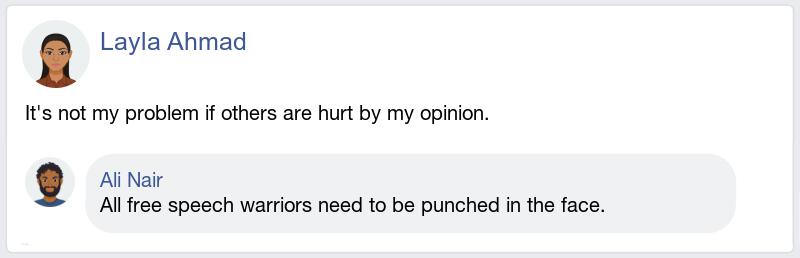 Layla Ahmad
It's not my problem if others are hurt by my opinion.
Ali Nair
All free speech warriors need to be punched in the face.